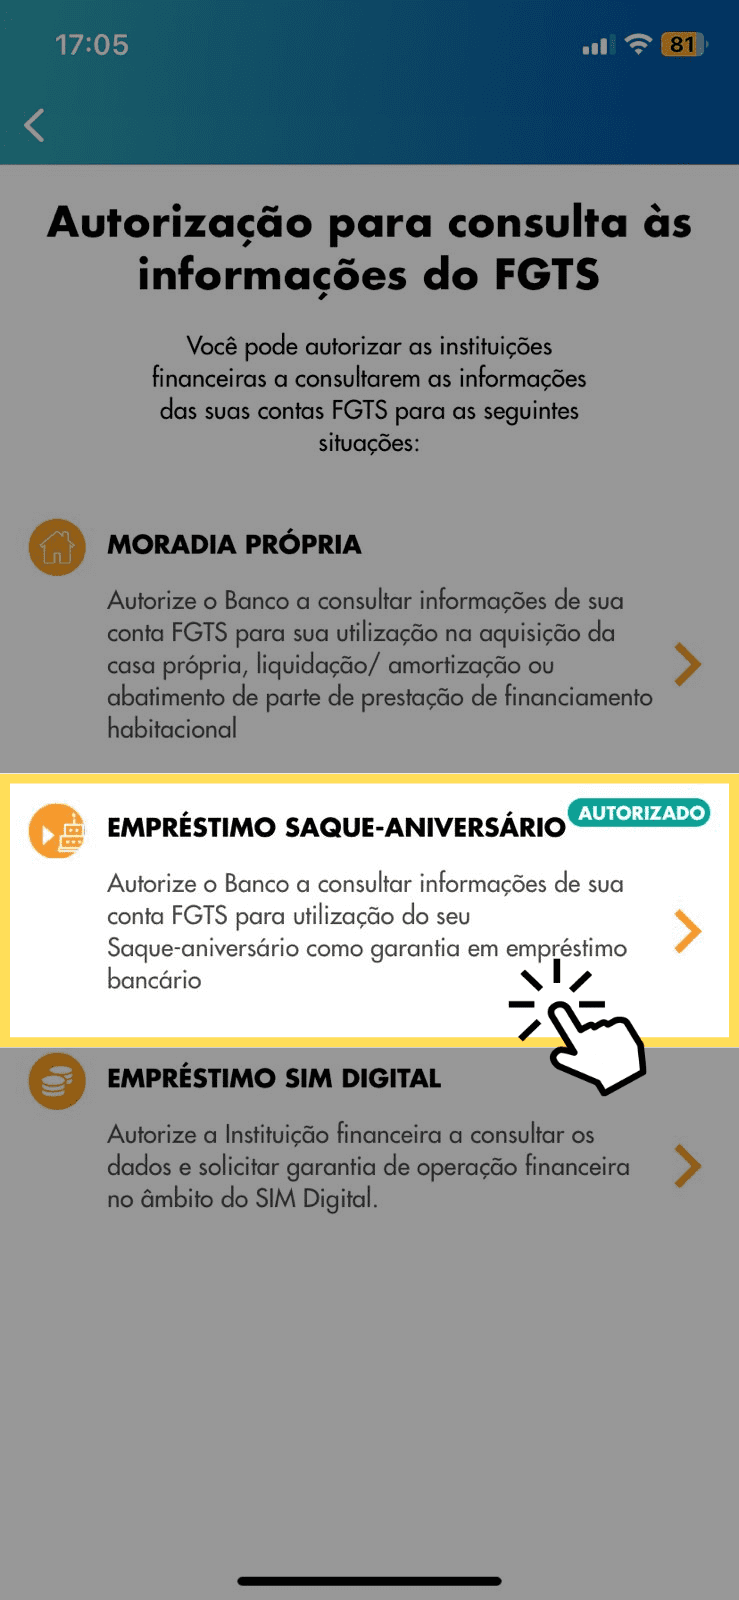 17:05
81
Autorização para consulta às
informações do FGTS
Você pode autorizar as instituições
financeiras a consultarem as informações
das suas contas FGTS para as seguintes
situações:
MORADIA PRÓPRIA
Autorize o Banco a consultar informações de sua
conta FGTS para sua utilização na aquisição da
casa própria, liquidação/ amortização ou
abatimento de parte de prestação de financiamento
habitacional
EMPRÉSTIMO SAQUE-ANIVERSÁRIO
AUTORIZADO
Autorize o Banco a consultar informações de sua
conta FGTS para utilização do seu
Saque-aniversário como garantia em empréstimo
bancário
EMPRÉSTIMO SIM DIGITAL
Autorize a Instituição financeira a consultar os
dados e solicitar garantia de operação financeira
no âmbito do SIM Digital.